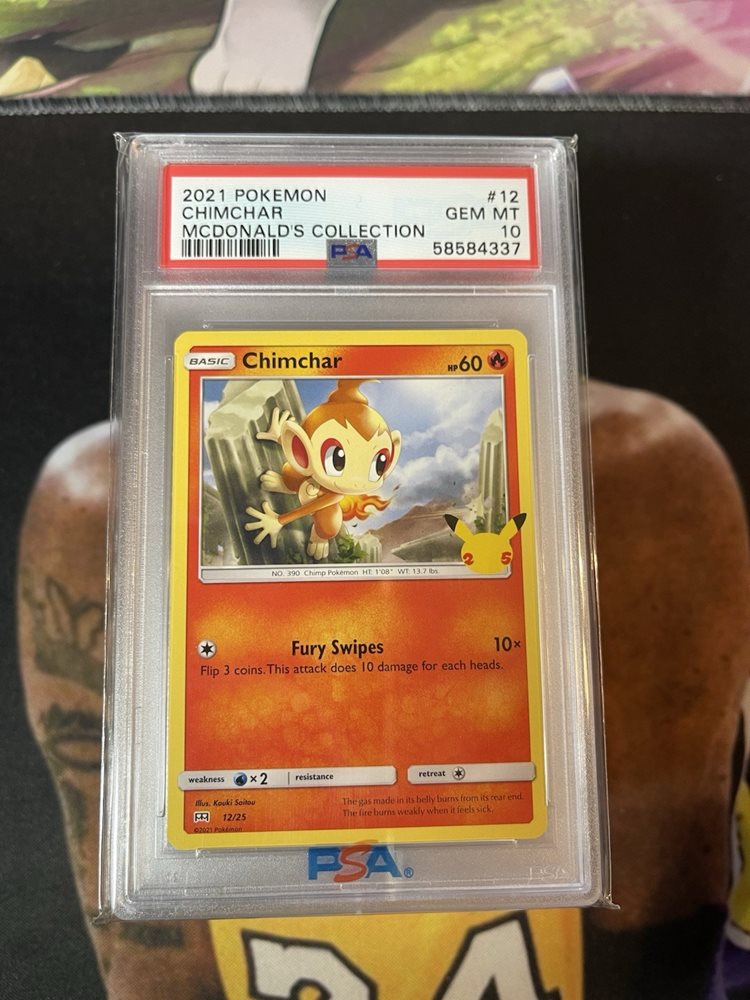 2021 POKEMON #12
CHIMCHAR GEM MT
MCDONALD'S COLLECTION 10
PSA 58584337
BASIC Chimchar HP60
25
NO. 390 Chimp Pokémon HT: 1'08" WT: 13.7 lbs.
Fury Swipes 10×
Flip 3 coins. This attack does 10 damage for each heads.
weakness ×2 resistance retreat
Illus. Kouki Saitou
The gas made in its belly burns from its rear end.
12/25 The fire burns weakly when it feels sick.
©2021 Pokémon
PSA® PSA
24